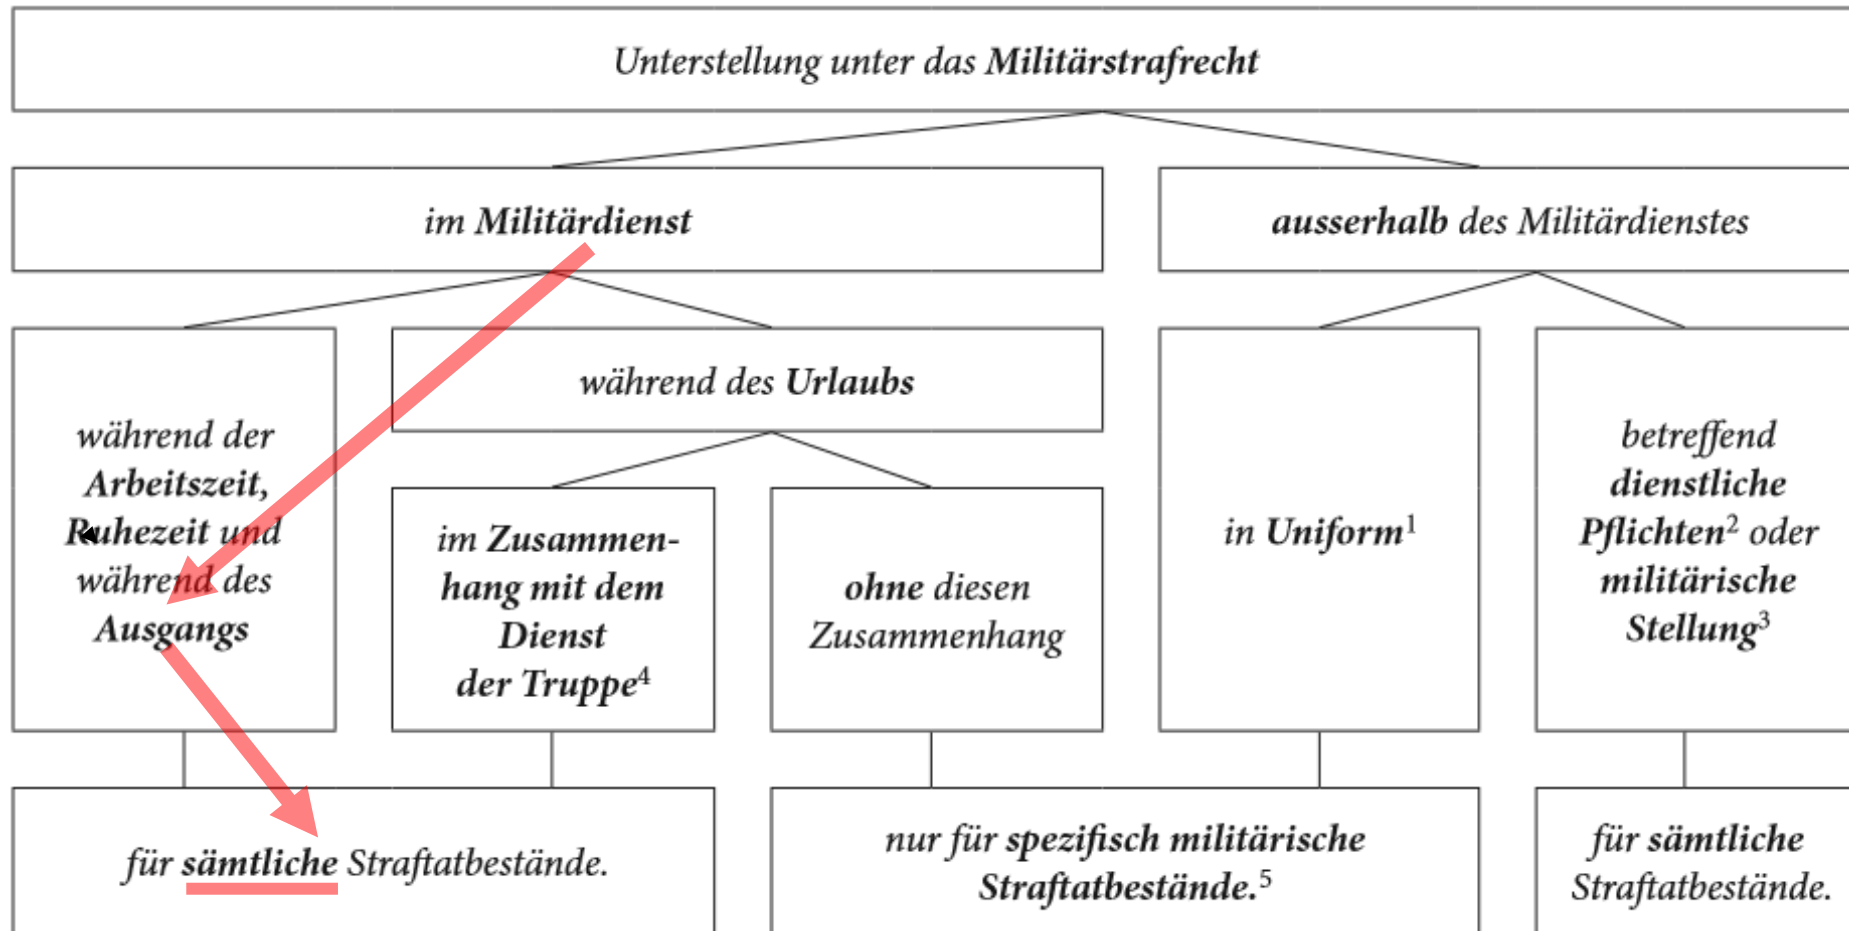 Unterstellung unter das Militärstrafrecht
im Militärdienst
ausserhalb des Militärdienstes
während der
Arbeitszeit,
Ruhezeit und
während des
Ausgangs
während des Urlaubs
im Zusammen-
hang mit dem
Dienst
der Truppe⁴
ohne diesen
Zusammenhang
in Uniform¹
betreffend
dienstliche
Pflichten² oder
militärische
Stellung³
für sämtliche Straftatbestände.
nur für spezifisch militärische
Straftatbestände.⁵
für sämtliche
Straftatbestände.